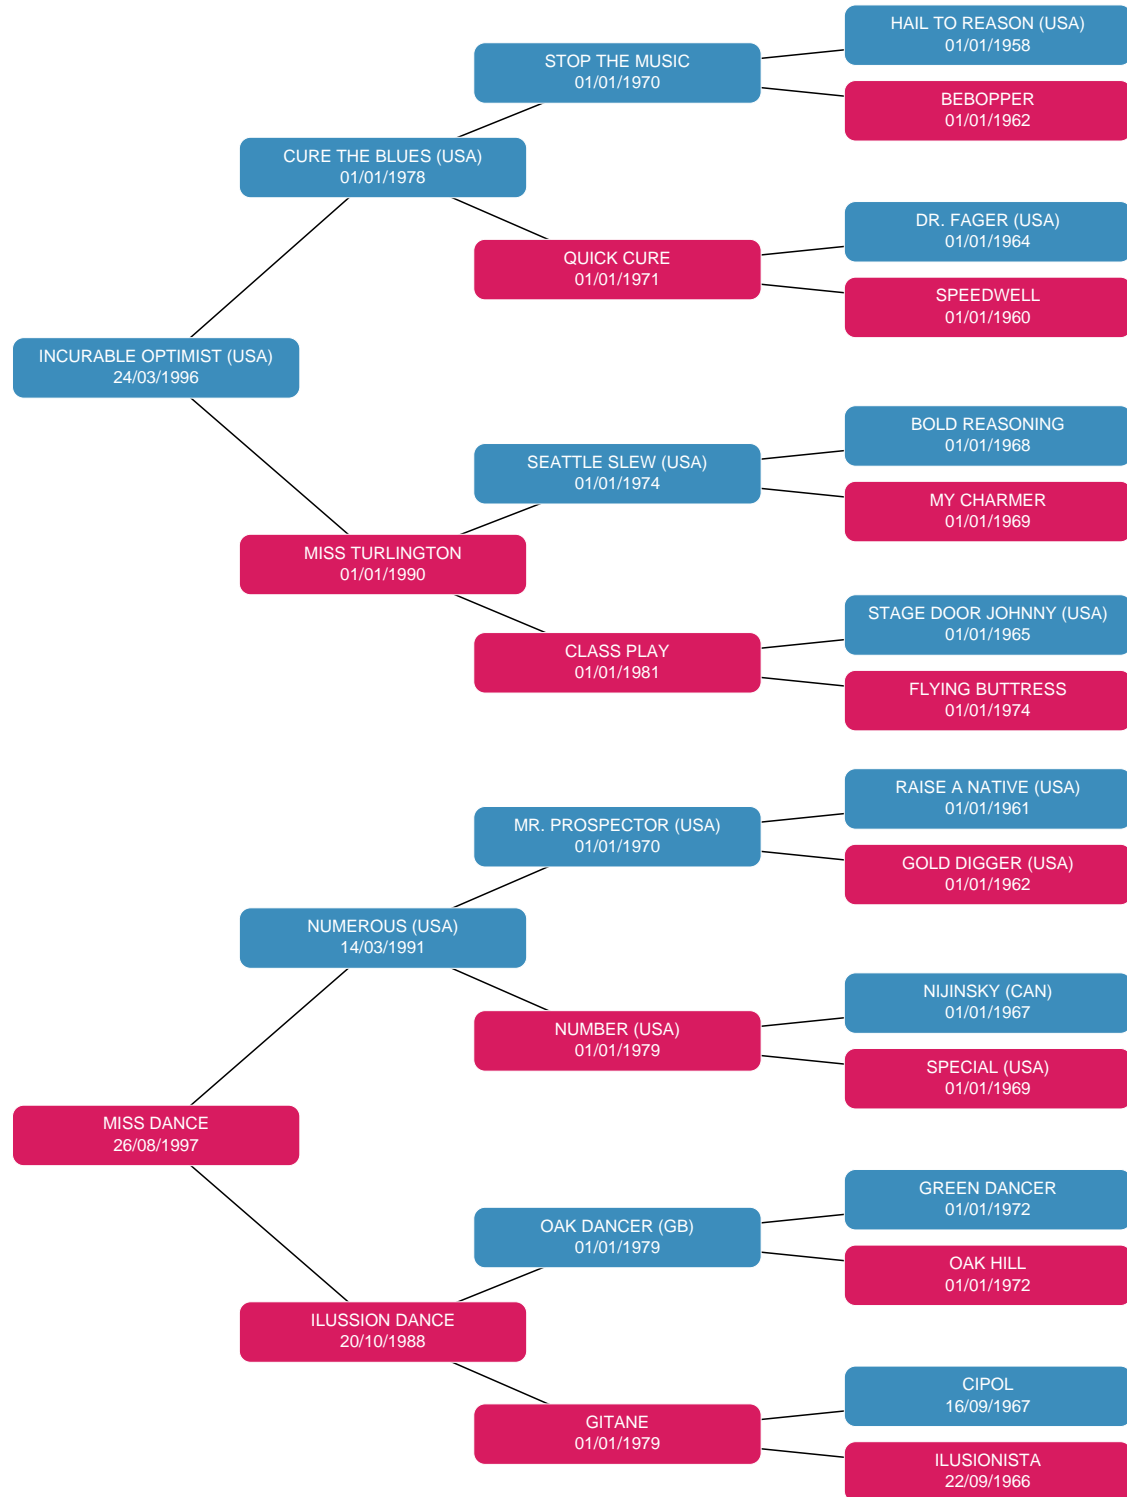 HAIL TO REASON (USA)
01/01/1958
STOP THE MUSIC
01/01/1970
BEBOPPER
01/01/1962
CURE THE BLUES (USA)
01/01/1978
DR. FAGER (USA)
01/01/1964
QUICK CURE
01/01/1971
SPEEDWELL
01/01/1960
INCURABLE OPTIMIST (USA)
24/03/1996
BOLD REASONING
01/01/1968
SEATTLE SLEW (USA)
01/01/1974
MY CHARMER
01/01/1969
MISS TURLINGTON
01/01/1990
STAGE DOOR JOHNNY (USA)
01/01/1965
CLASS PLAY
01/01/1981
FLYING BUTTRESS
01/01/1974
RAISE A NATIVE (USA)
01/01/1961
MR. PROSPECTOR (USA)
01/01/1970
GOLD DIGGER (USA)
01/01/1962
NUMEROUS (USA)
14/03/1991
NIJINSKY (CAN)
01/01/1967
NUMBER (USA)
01/01/1979
SPECIAL (USA)
01/01/1969
MISS DANCE
26/08/1997
GREEN DANCER
01/01/1972
OAK DANCER (GB)
01/01/1979
OAK HILL
01/01/1972
ILUSSION DANCE
20/10/1988
CIPOL
16/09/1967
GITANE
01/01/1979
ILUSIONISTA
22/09/1966